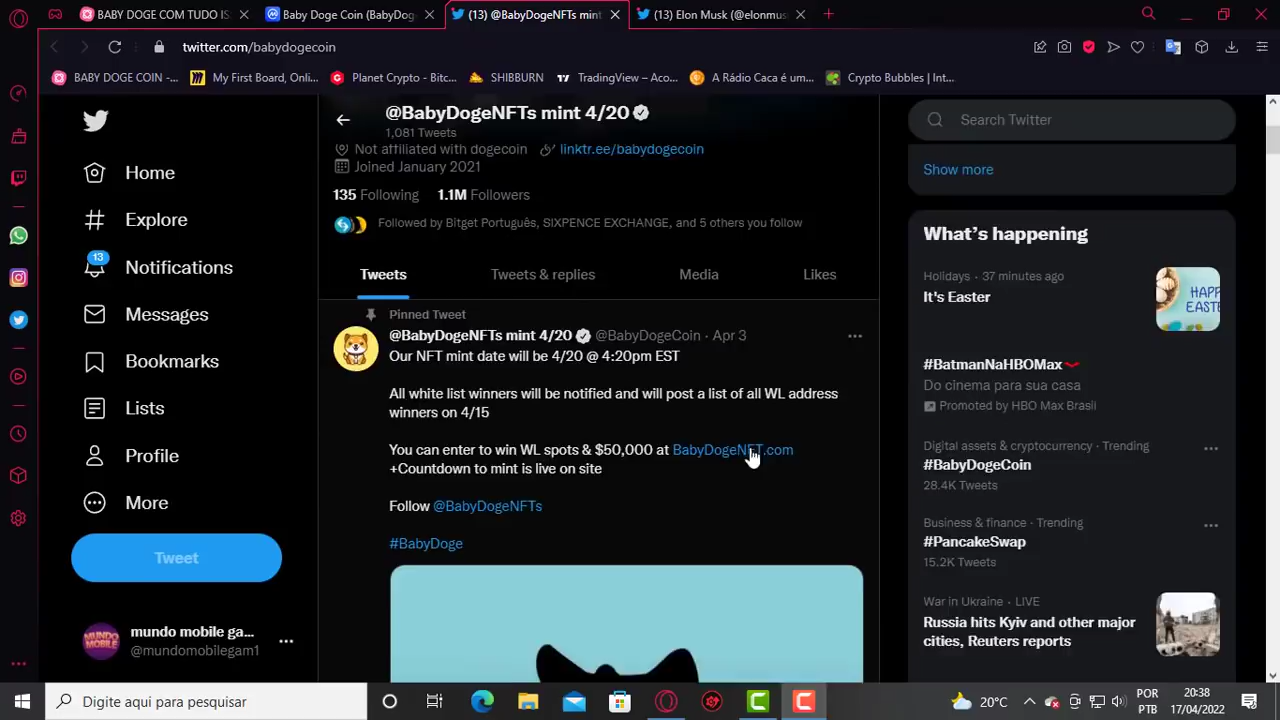 BABY DOGE COM TUDO IS
Baby Doge Coin (BabyDog
(13) @BabyDogeNFTs mint
(13) Elon Musk (@elonmus
twitter.com/babydogecoin
BABY DOGE COIN -...
My First Board, Onli...
Planet Crypto - Bitc...
SHIBBURN
TradingView – Aco...
A Rádio Caca é um...
Crypto Bubbles | Int...
Home
Explore
13
Notifications
Messages
Bookmarks
Lists
Profile
More
Tweet
mundo mobile ga...
@mundomobilegam1
@BabyDogeNFTs mint 4/20
1,081 Tweets
Not affiliated with dogecoin
linktr.ee/babydogecoin
Joined January 2021
135 Following 1.1M Followers
Followed by Bitget Português, SIXPENCE EXCHANGE, and 5 others you follow
Tweets
Tweets & replies
Media
Likes
Pinned Tweet
@BabyDogeNFTs mint 4/20 @BabyDogeCoin · Apr 3
Our NFT mint date will be 4/20 @ 4:20pm EST
All white list winners will be notified and will post a list of all WL address
winners on 4/15
You can enter to win WL spots & $50,000 at BabyDogeNFT.com
+Countdown to mint is live on site
Follow @BabyDogeNFTs
#BabyDoge
Search Twitter
Show more
What's happening
Holidays · 37 minutes ago
It's Easter
HAPP
EASTE
#BatmanNaHBOMax
Do cinema para sua casa
Promoted by HBO Max Brasil
Digital assets & cryptocurrency · Trending
#BabyDogeCoin
28.4K Tweets
Business & finance · Trending
#PancakeSwap
15.2K Tweets
War in Ukraine · LIVE
Russia hits Kyiv and other major
cities, Reuters reports
MUNDO
MOBILE
Digite aqui para pesquisar
20°C
POR
PTB
20:38
17/04/2022